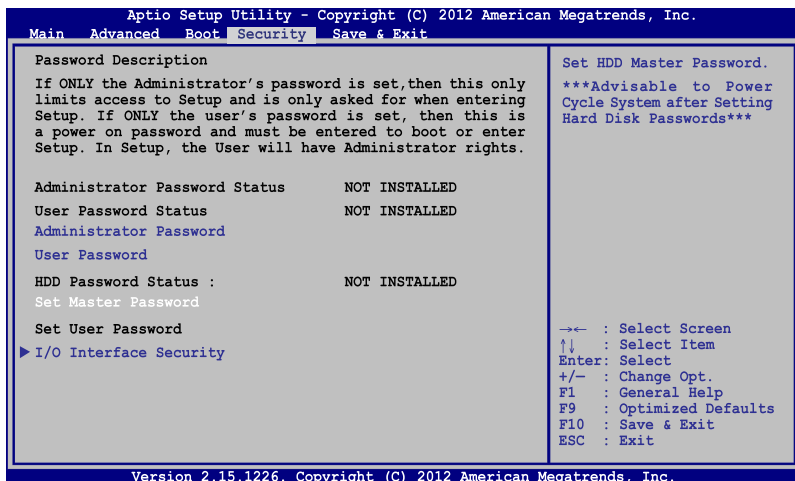 Aptio Setup Utility - Copyright (C) 2012 American Megatrends, Inc.
Main Advanced Boot Security Save & Exit
Password Description
If ONLY the Administrator's password is set,then this only
limits access to Setup and is only asked for when entering
Setup. If ONLY the user's password is set, then this is
a power on password and must be entered to boot or enter
Setup. In Setup, the User will have Administrator rights.
Administrator Password Status NOT INSTALLED
User Password Status NOT INSTALLED
Administrator Password
User Password
HDD Password Status : NOT INSTALLED
Set Master Password
Set User Password
I/O Interface Security
Set HDD Master Password.
***Advisable to Power
Cycle System after Setting
Hard Disk Passwords***
→← : Select Screen
↑↓ : Select Item
Enter: Select
+/— : Change Opt.
F1 : General Help
F9 : Optimized Defaults
F10 : Save & Exit
ESC : Exit
Version 2.15.1226. Copyright (C) 2012 American Megatrends, Inc.